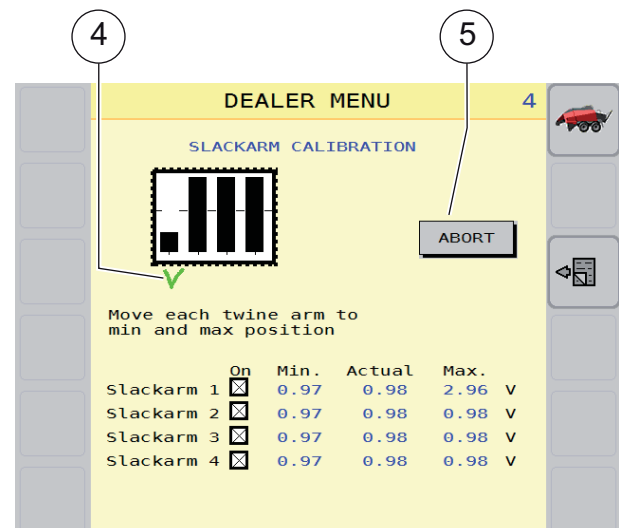 4 5
DEALER MENU 4
SLACKARM CALIBRATION
ABORT
Move each twine arm to
min and max position
On Min. Actual Max.
Slackarm 1 0.97 0.98 2.96 V
Slackarm 2 0.97 0.98 0.98 V
Slackarm 3 0.97 0.98 0.98 V
Slackarm 4 0.97 0.98 0.98 V